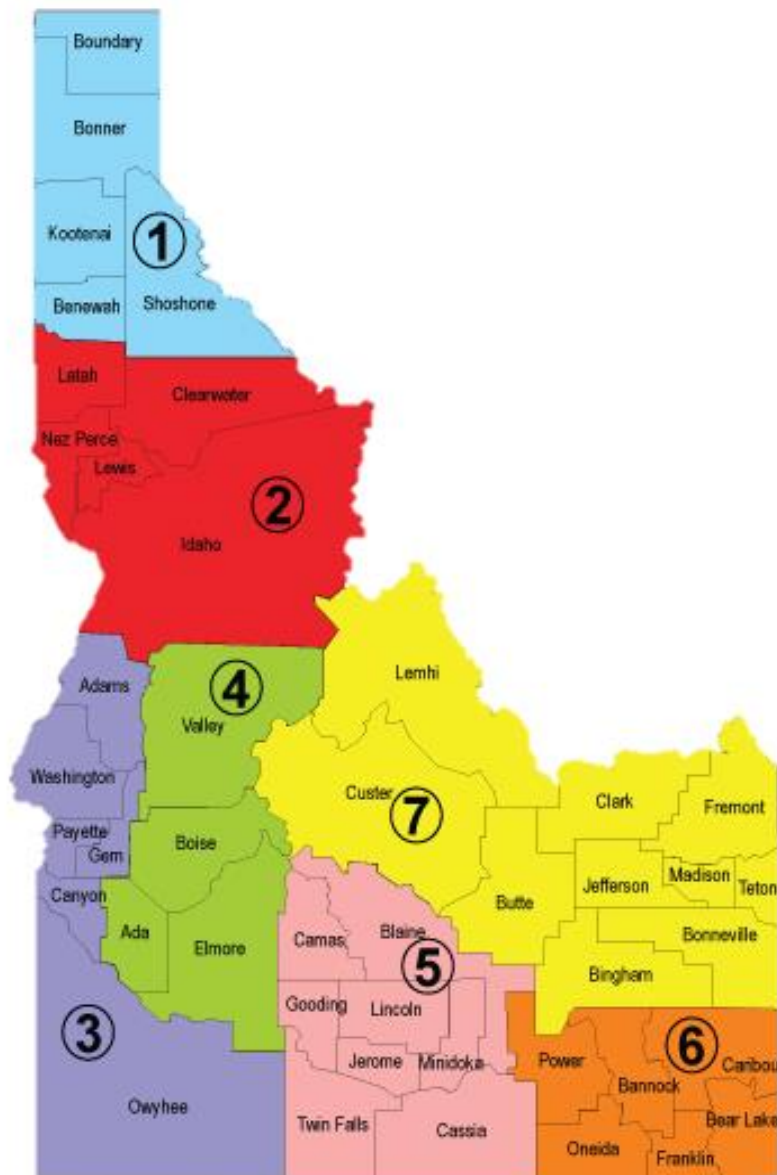 Boundary
Bonner
Kootenai
1
Benewah
Shoshone
Latah
Clearwater
Nez Perce
Lewis
2
Idaho
Lemhi
Adams
4
Valley
Washington
Custer
7
Clark
Fremont
Payette
Gem
Boise
Canyon
Butte
Jefferson
Madison
Teton
Ada
Elmore
Camas
Blaine
Bonneville
5
Bingham
Gooding
Lincoln
3
6
Jerome
Minidoka
Power
Bannock
Caribou
Owyhee
Twin Falls
Cassia
Bear Lake
Oneida
Franklin